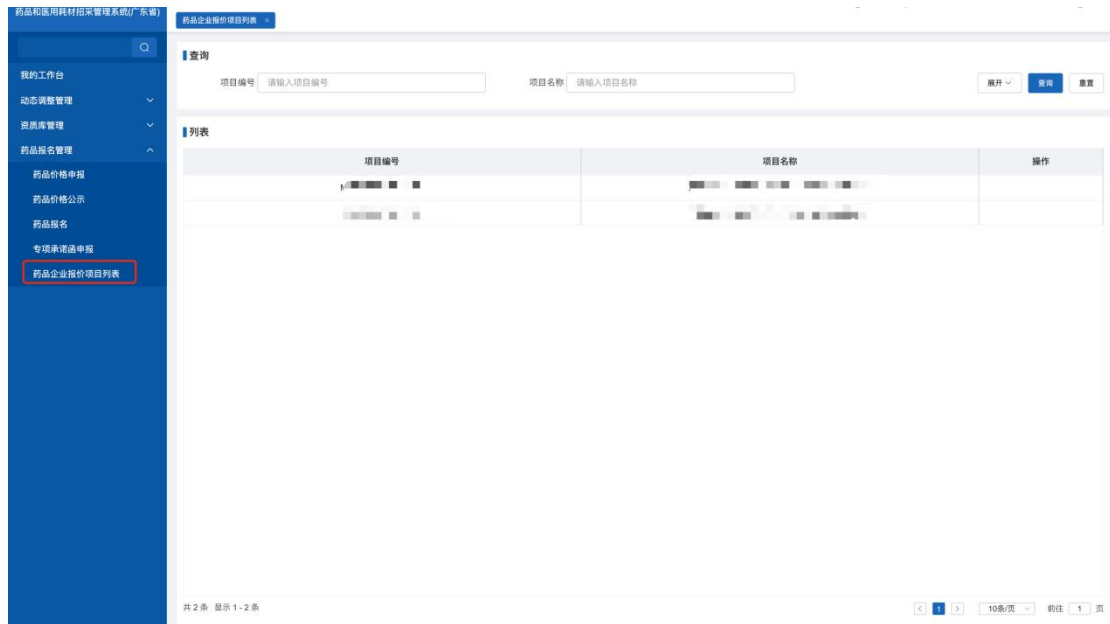 药品和医用耗材招采管理系统(广东省)
药品企业报价项目列表 ×
查询
我的工作台
项目编号 请输入项目编号 项目名称 请输入项目名称 展开 查询 重置
动态调整管理
资质库管理
列表
药品报名管理
项目编号 项目名称 操作
药品价格申报
药品价格公示
药品报名
专项承诺函申报
药品企业报价项目列表
共 2 条 显示 1 - 2 条 < 1 > 10条/页 前往 1 页